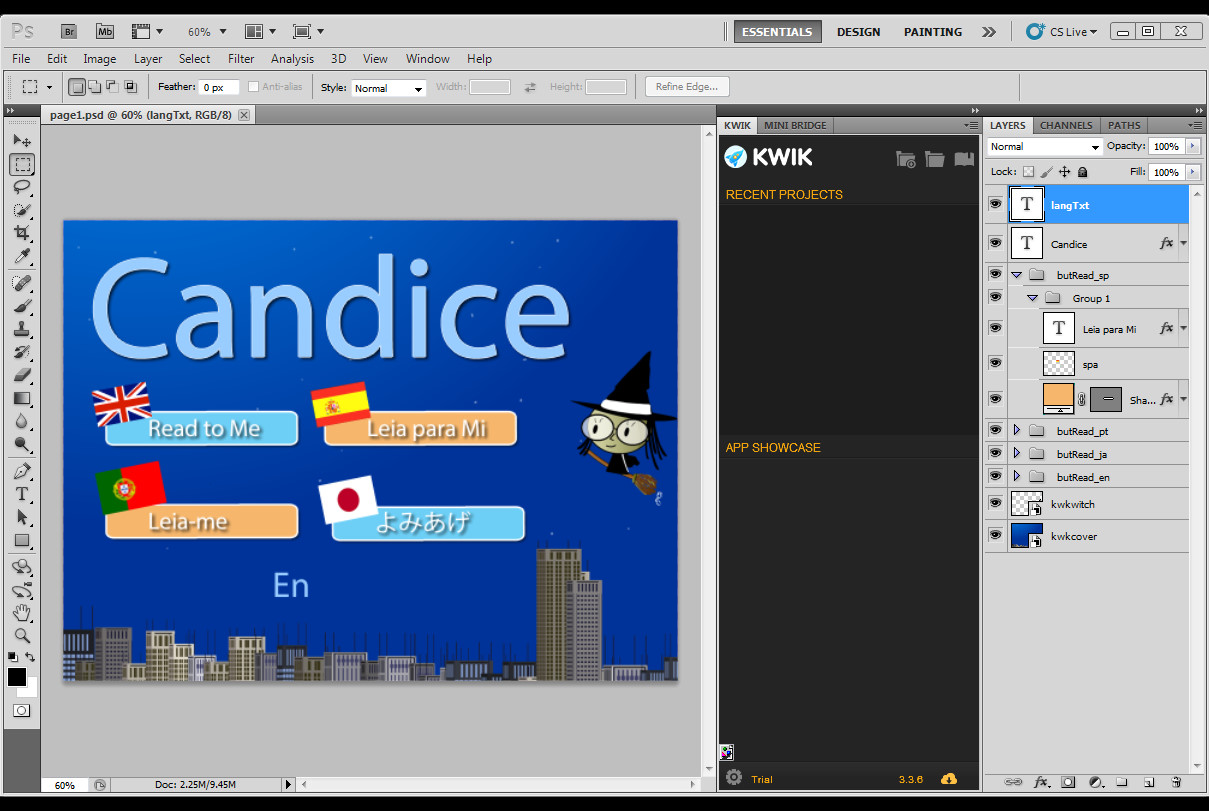 Ps Br Mb 60% ESSENTIALS DESIGN PAINTING CS Live
File Edit Image Layer Select Filter Analysis 3D View Window Help
Feather: 0 px Anti-alias Style: Normal Width: Height: Refine Edge...
page1.psd @ 60% (langTxt, RGB/8)
Candice
Read to Me
Leia para Mi
Leia-me
よみあげ
En
60% Doc: 2.25M/9.45M
KWIK MINI BRIDGE
KWIK
RECENT PROJECTS
APP SHOWCASE
Trial 3.3.6
LAYERS CHANNELS PATHS
Normal Opacity: 100%
Lock: Fill: 100%
T langTxt
T Candice fx
butRead_sp
Group 1
T Leia para Mi fx
spa
Sha... fx
butRead_pt
butRead_ja
butRead_en
kwkwitch
kwkcover
fx